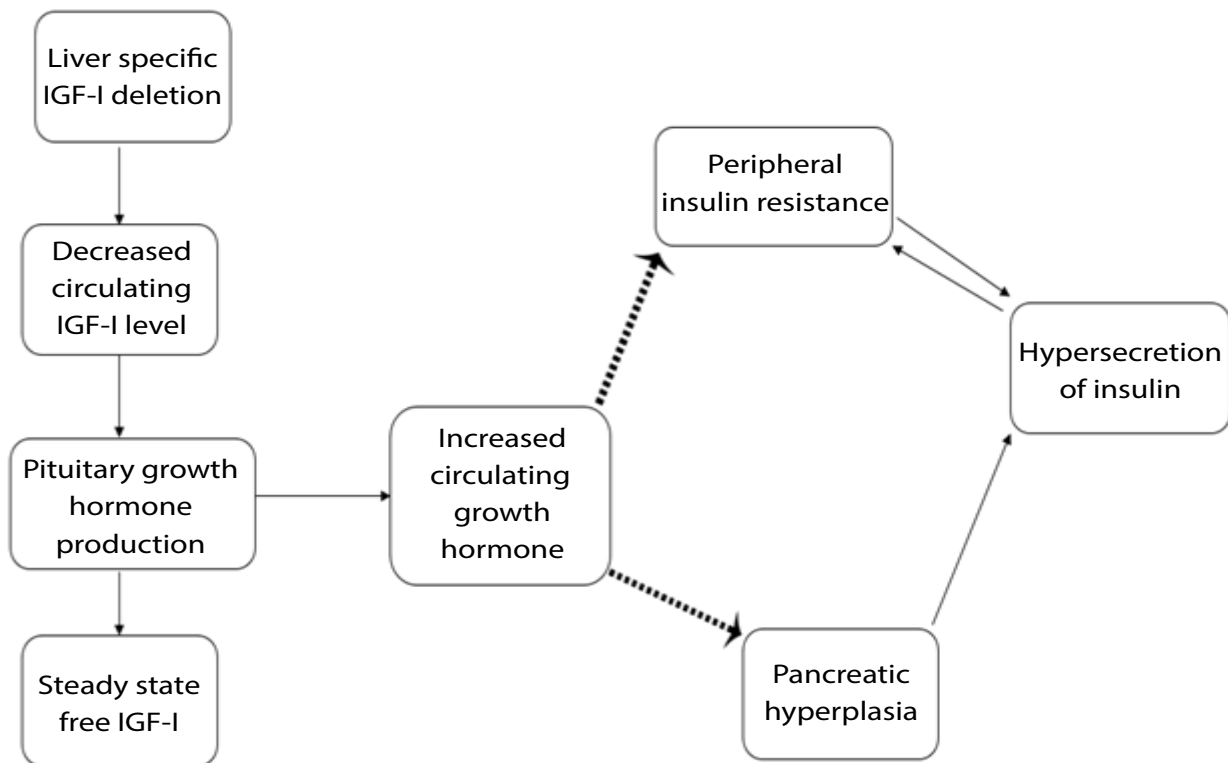 Liver specific
IGF-I deletion
Decreased
circulating
IGF-I level
Pituitary growth
hormone
production
Steady state
free IGF-I
Increased
circulating
growth
hormone
Peripheral
insulin resistance
Hypersecretion
of insulin
Pancreatic
hyperplasia